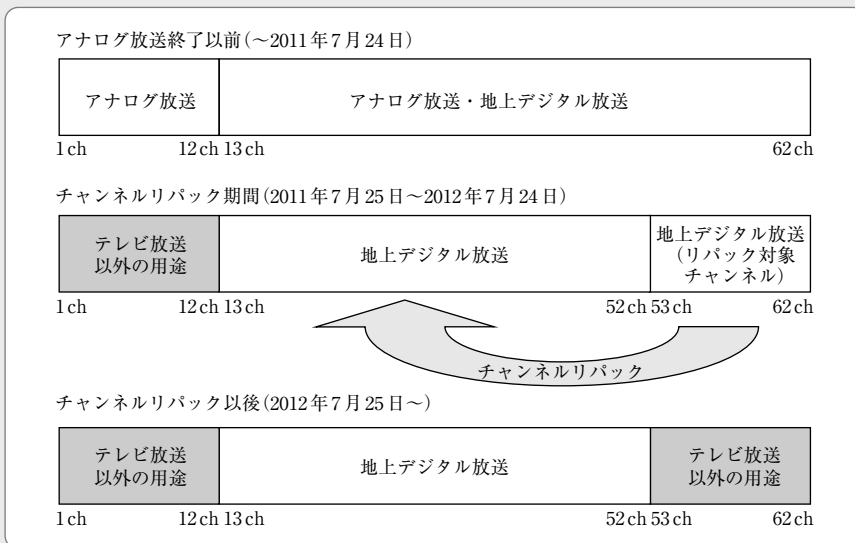 アナログ放送終了以前(～2011年7月24日)
アナログ放送
アナログ放送・地上デジタル放送
1ch 12ch 13ch 62ch
チャンネルリパック期間(2011年7月25日～2012年7月24日)
テレビ放送
以外の用途
地上デジタル放送
地上デジタル放送
(リパック対象
チャンネル)
1ch 12ch 13ch 52ch 53ch 62ch
チャンネルリパック
チャンネルリパック以後(2012年7月25日～)
テレビ放送
以外の用途
地上デジタル放送
テレビ放送
以外の用途
1ch 12ch 13ch 52ch 53ch 62ch